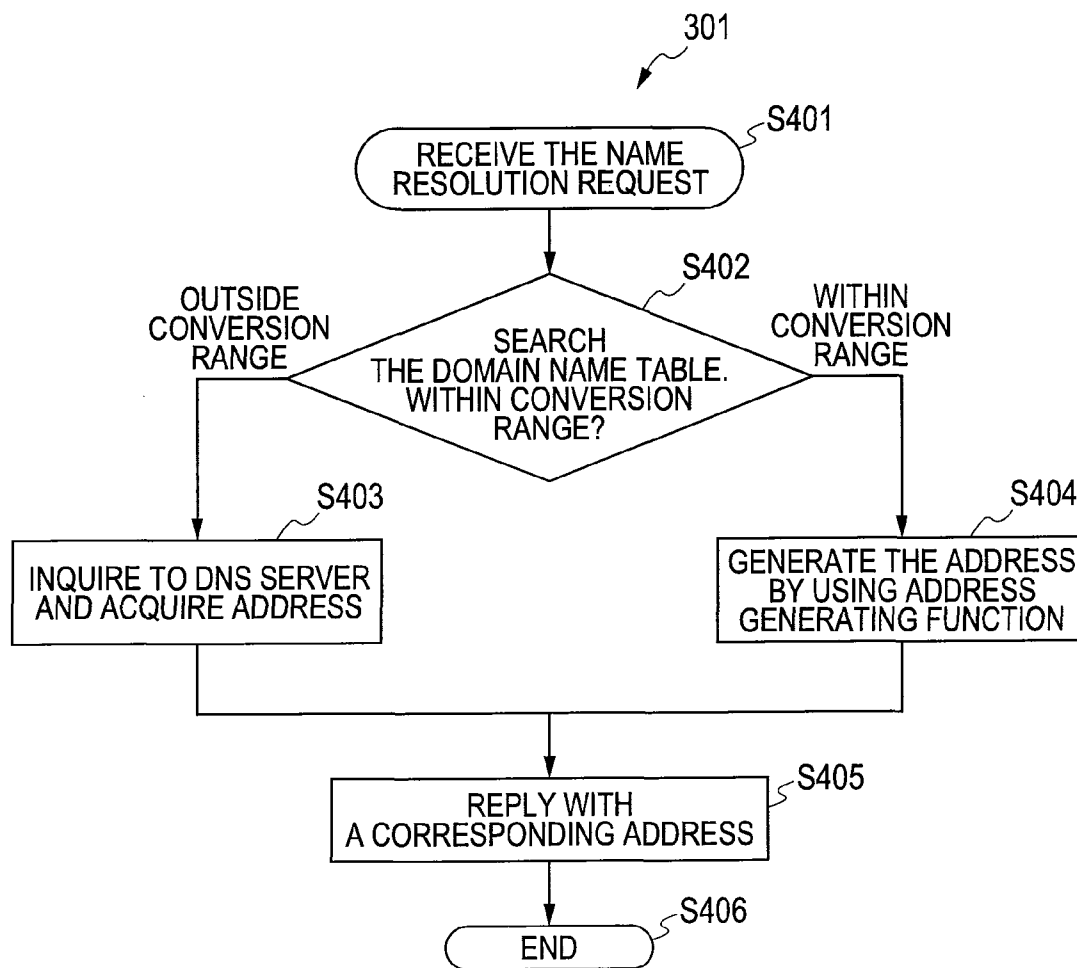 301
S401
RECEIVE THE NAME
RESOLUTION REQUEST
S402
OUTSIDE
CONVERSION
RANGE
WITHIN
CONVERSION
RANGE
SEARCH
THE DOMAIN NAME TABLE.
WITHIN CONVERSION
RANGE?
S403
INQUIRE TO DNS SERVER
AND ACQUIRE ADDRESS
S404
GENERATE THE ADDRESS
BY USING ADDRESS
GENERATING FUNCTION
S405
REPLY WITH
A CORRESPONDING ADDRESS
S406
END